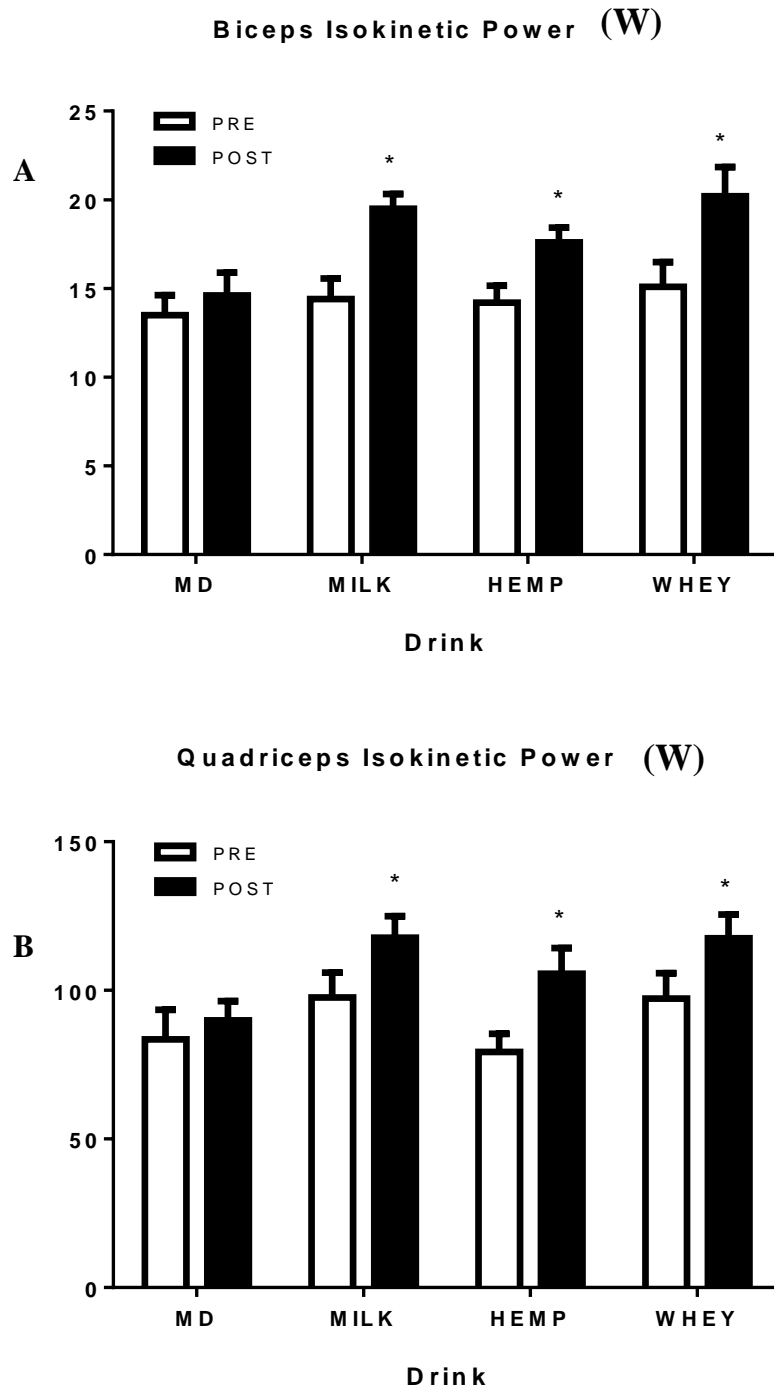 Biceps Isokinetic Power (W)
A
25
20
15
10
5
0
PRE
POST
*
*
*
MD MILK HEMP WHEY
Drink
Quadriceps Isokinetic Power (W)
B
150
100
50
0
PRE
POST
*
*
*
MD MILK HEMP WHEY
Drink